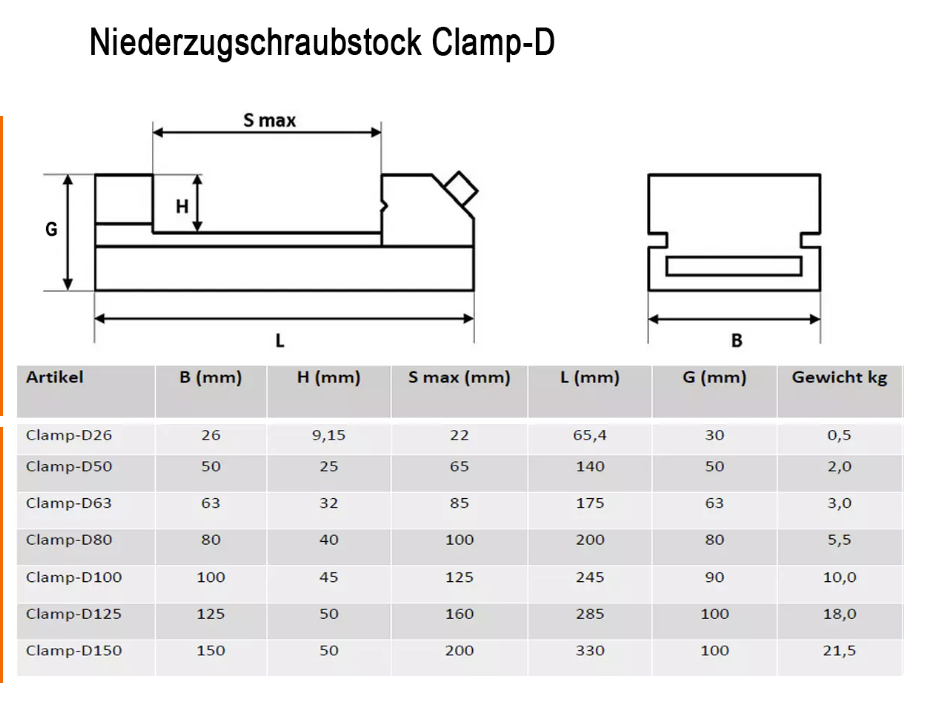 Niederzugschraubstock Clamp-D
S max
H
G
L
B
Artikel B (mm) H (mm) S max (mm) L (mm) G (mm) Gewicht kg
Clamp-D26 26 9,15 22 65,4 30 0,5
Clamp-D50 50 25 65 140 50 2,0
Clamp-D63 63 32 85 175 63 3,0
Clamp-D80 80 40 100 200 80 5,5
Clamp-D100 100 45 125 245 90 10,0
Clamp-D125 125 50 160 285 100 18,0
Clamp-D150 150 50 200 330 100 21,5